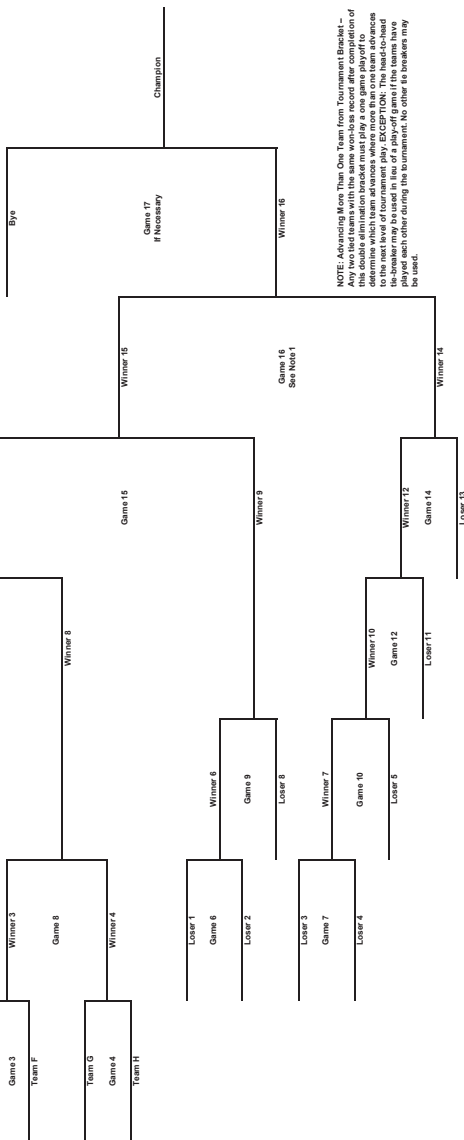 Game 3
Team F
Team G
Game 4
Team H
Winner 3
Game 8
Winner 4
Loser 1
Game 6
Loser 2
Loser 3
Game 7
Loser 4
Winner 6
Game 9
Loser 8
Winner 7
Game 10
Loser 5
Winner 8
Winner 10
Game 12
Loser 11
Game 15
Winner 9
Winner 12
Game 14
Loser 13
Winner 15
Game 16
See Note 1
Winner 14
Bye
Game 17
If Necessary
Winner 16
Champion
NOTE: Advancing More Than One Team from Tournament Bracket –
Any two tied teams with the same won-loss record after completion of
this double elimination bracket must play a one game playoff to
determine which team advances where more than one team advances
to the next level of tournament play. EXCEPTION: The head-to-head
tie-breaker may be used in lieu of a play-off game if the teams have
played each other during the tournament. No other tie breakers may
be used.